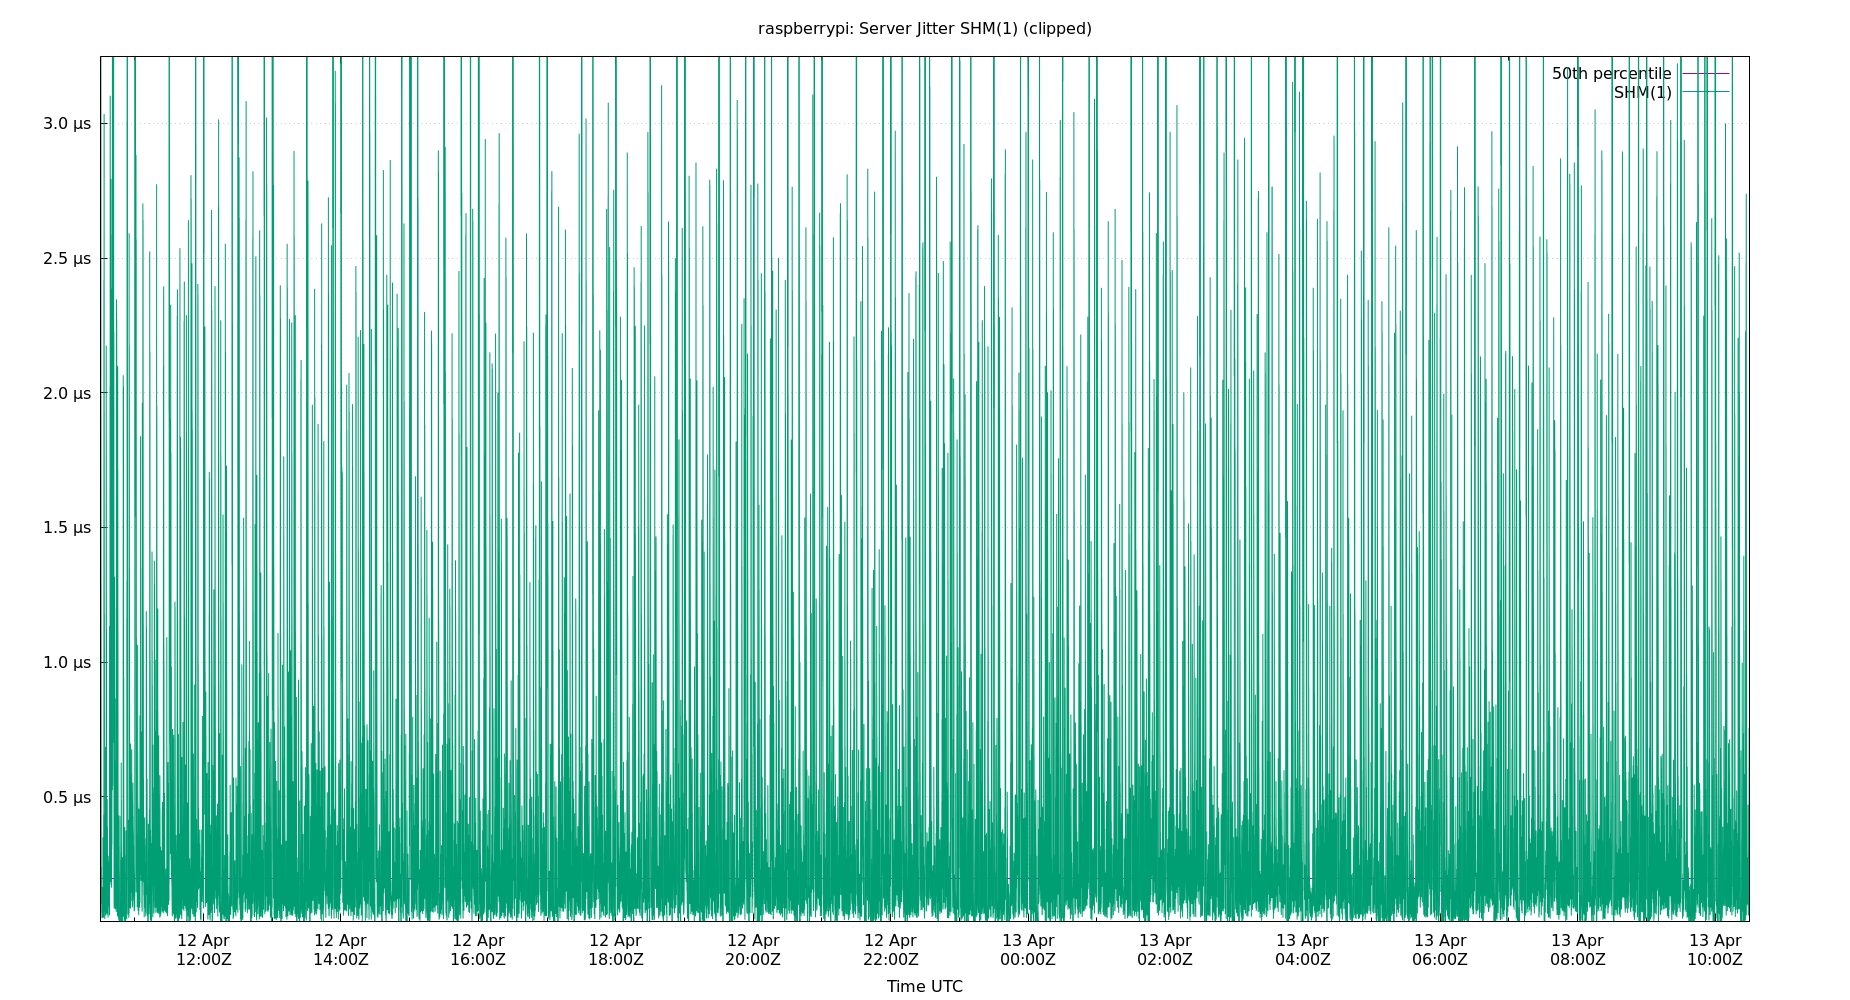 raspberrypi: Server Jitter SHM(1) (clipped)
50th percentile
SHM(1)
3.0 µs
2.5 µs
2.0 µs
1.5 µs
1.0 µs
0.5 µs
12 Apr 12 Apr 12 Apr 12 Apr 12 Apr 12 Apr 13 Apr 13 Apr 13 Apr 13 Apr 13 Apr 13 Apr
12:00Z 14:00Z 16:00Z 18:00Z 20:00Z 22:00Z 00:00Z 02:00Z 04:00Z 06:00Z 08:00Z 10:00Z
Time UTC